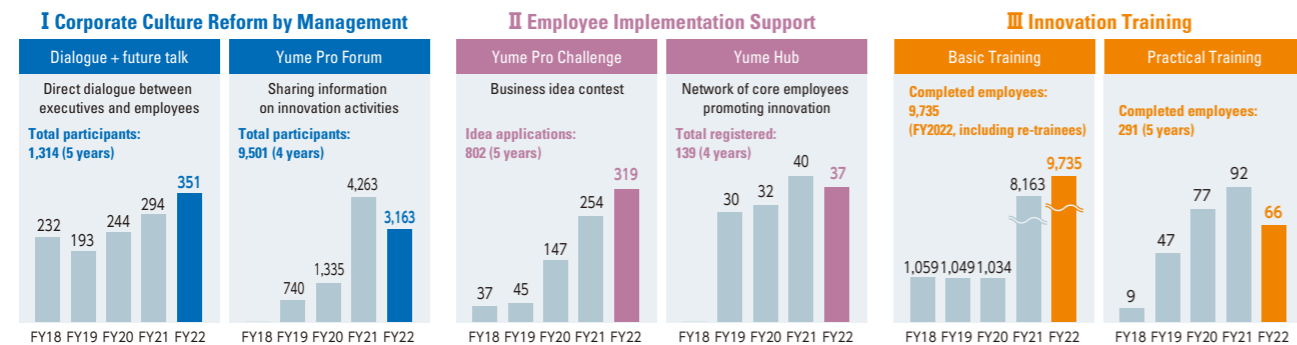 Ⅰ Corporate Culture Reform by Management
Dialogue + future talk
Direct dialogue between
executives and employees
Total participants:
1,314 (5 years)
232
193
244
294
351
FY18 FY19 FY20 FY21 FY22
Yume Pro Forum
Sharing information
on innovation activities
Total participants:
9,501 (4 years)
740
1,335
4,263
3,163
FY18 FY19 FY20 FY21 FY22
Ⅱ Employee Implementation Support
Yume Pro Challenge
Business idea contest
Idea applications:
802 (5 years)
37
45
147
254
319
FY18 FY19 FY20 FY21 FY22
Yume Hub
Network of core employees
promoting innovation
Total registered:
139 (4 years)
30
32
40
37
FY18 FY19 FY20 FY21 FY22
Ⅲ Innovation Training
Basic Training
Completed employees:
9,735
(FY2022, including re-trainees)
1,059
1,049
1,034
8,163
9,735
FY18 FY19 FY20 FY21 FY22
Practical Training
Completed employees:
291 (5 years)
9
47
77
92
66
FY18 FY19 FY20 FY21 FY22